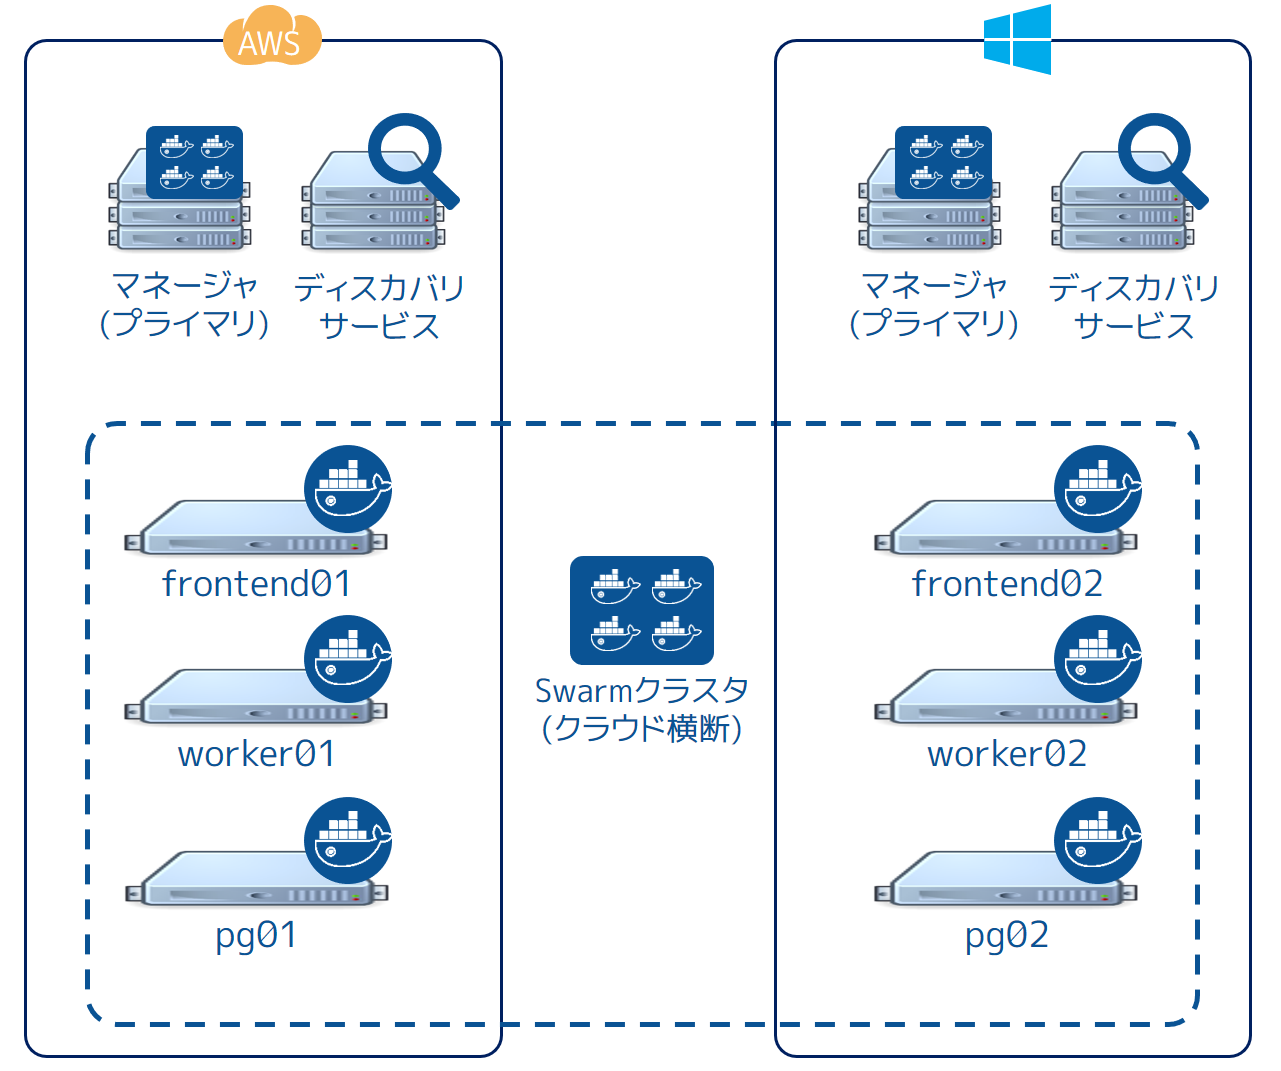 AWS
マネージャ
(プライマリ)
ディスカバリ
サービス
マネージャ
(プライマリ)
ディスカバリ
サービス
frontend01
worker01
pg01
Swarmクラスタ
(クラウド横断)
frontend02
worker02
pg02